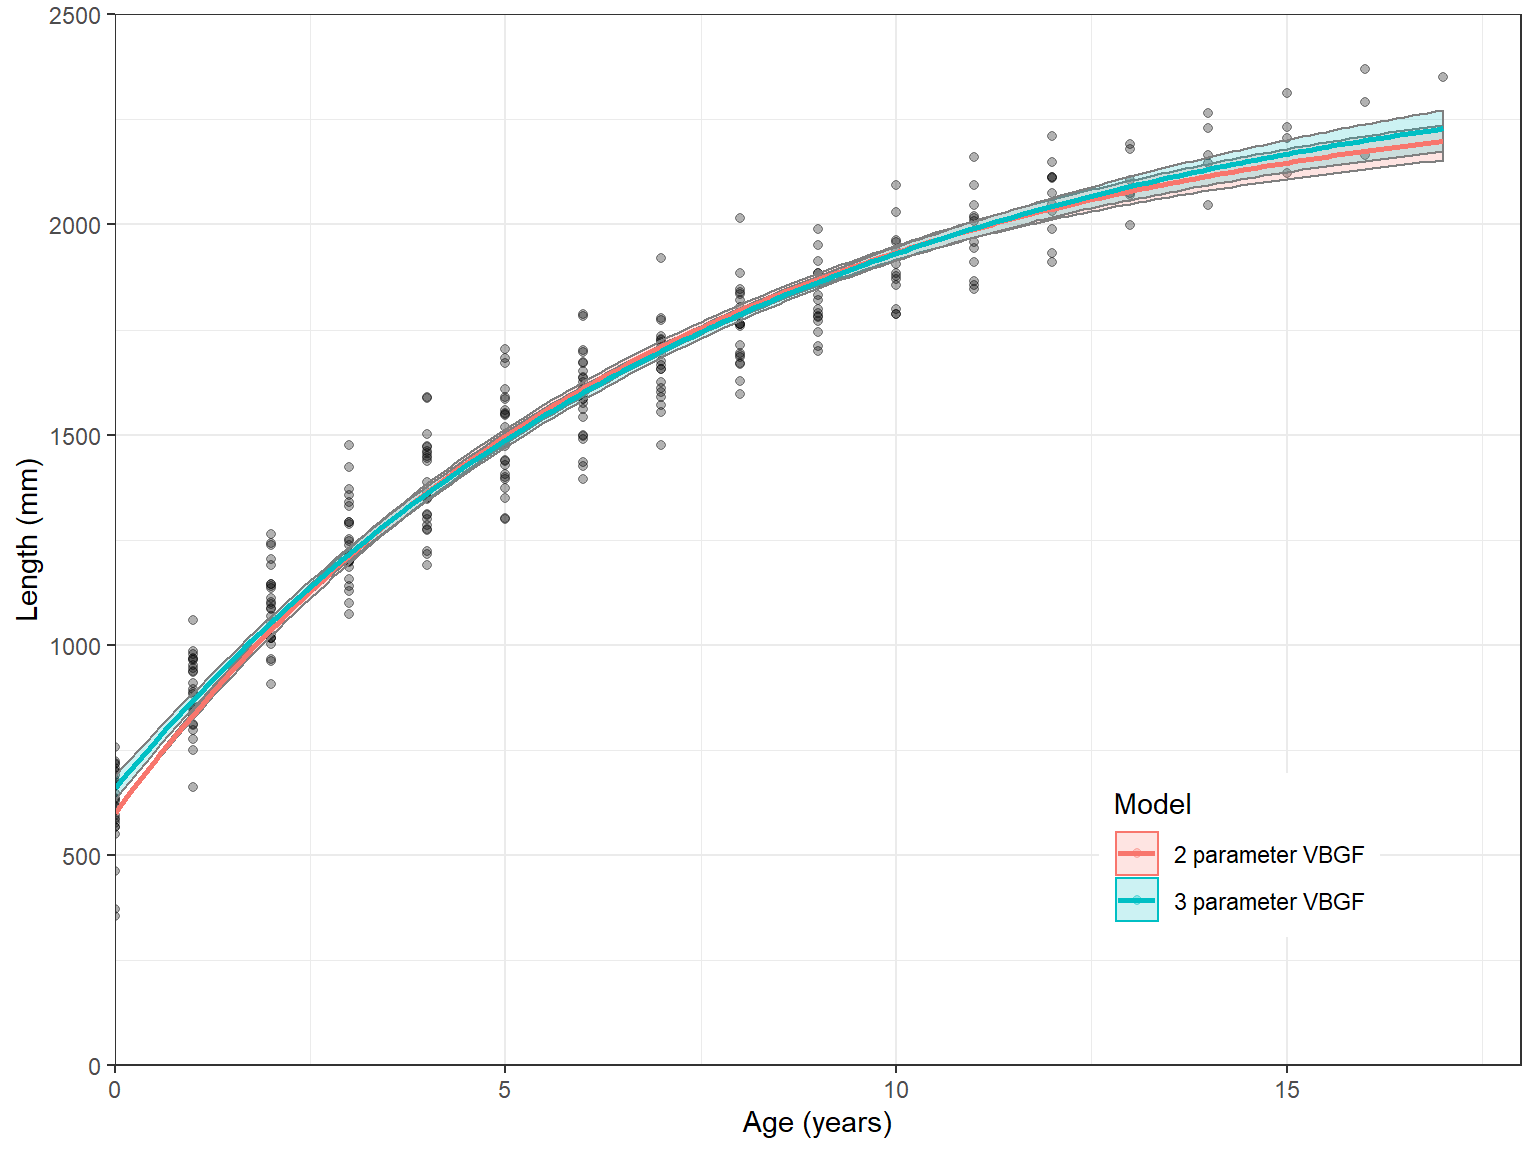 2500
2000
1500
1000
500
0
0 5 10 15
Length (mm)
Age (years)
Model
2 parameter VBGF
3 parameter VBGF